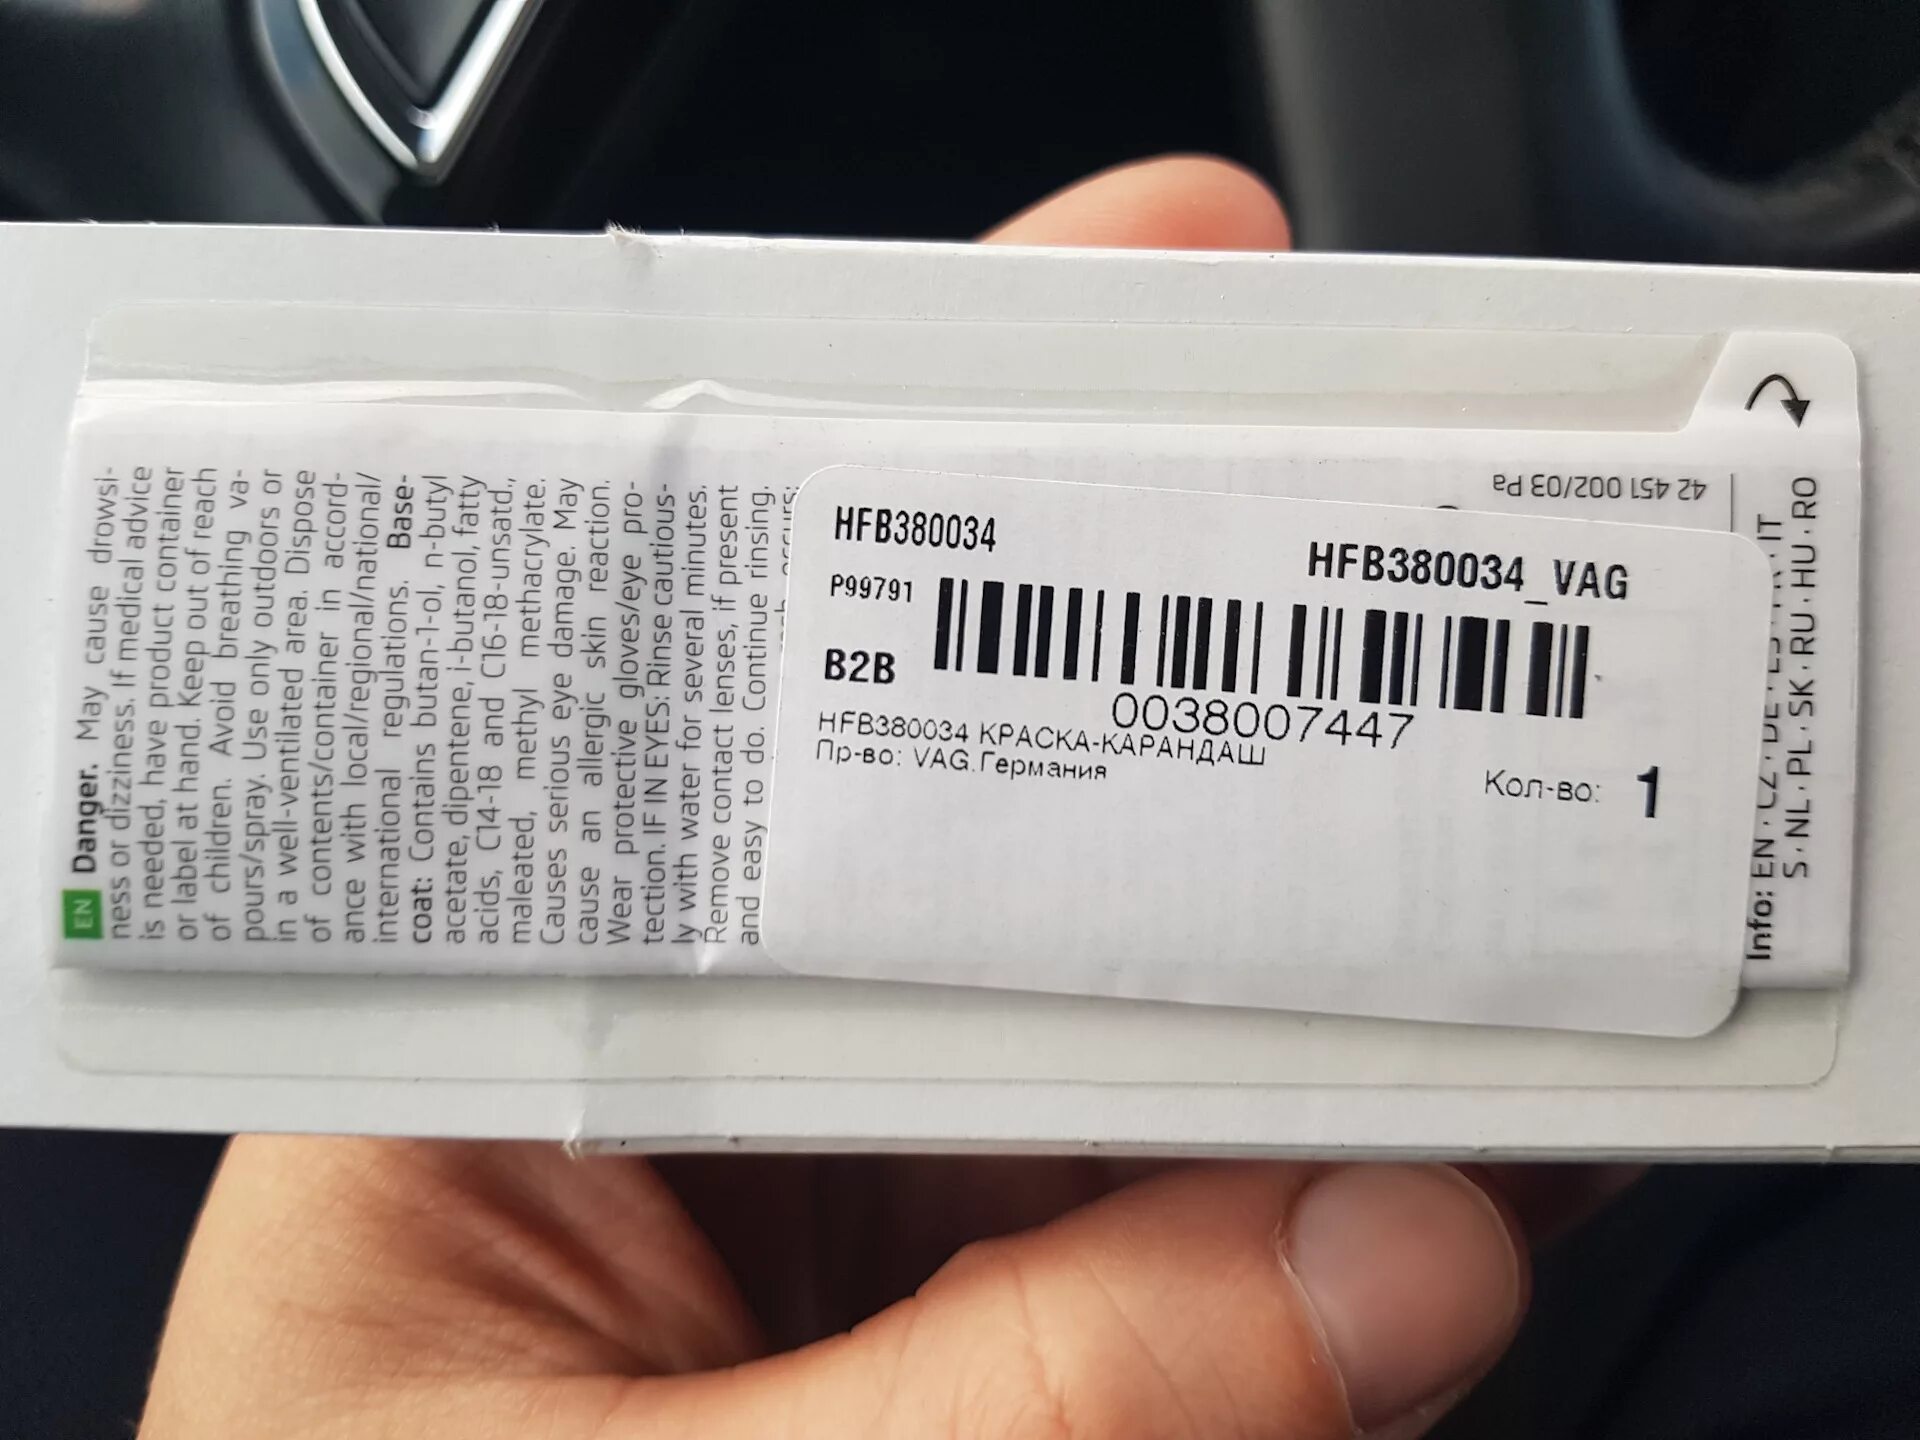 EN Danger. May cause drowsi-
ness or dizziness. If medical advice
is needed, have product container
or label at hand. Keep out of reach
of children. Avoid breathing va-
pours/spray. Use only outdoors or
in a well-ventilated area. Dispose
of contents/container in accord-
ance with local/regional/national/
international regulations. Base-
coat: Contains butan-1-ol, n-butyl
acetate, dipentene, i-butanol, fatty
acids, C14-18 and C16-18-unsatd.,
maleated, methyl methacrylate.
Causes serious eye damage. May
cause an allergic skin reaction.
Wear protective gloves/eye pro-
tection. IF IN EYES: Rinse cautious-
ly with water for several minutes.
Remove contact lenses, if present
and easy to do. Continue rinsing.
HFB380034
HFB380034_VAG
P99791
B2B
0038007447
HFB380034 КРАСКА-КАРАНДАШ
Пр-во: VAG.Германия
Кол-во: 1
42 451 002/03 Pa
Info: EN · CZ · DE · ES · · IT
S · NL · PL · SK · RU · HU · RO